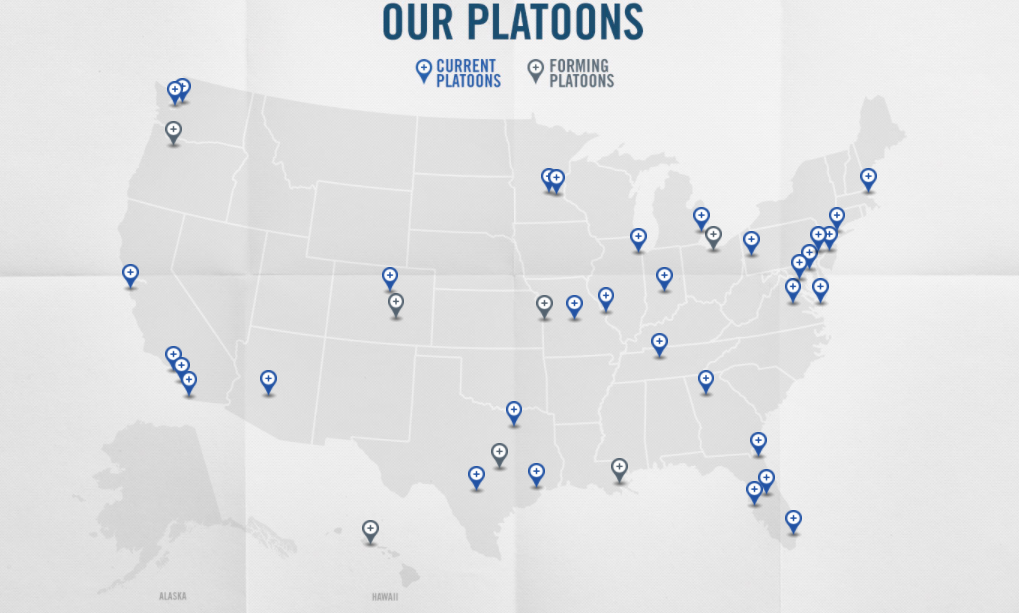 OUR PLATOONS
CURRENT
PLATOONS
FORMING
PLATOONS
ALASKA
HAWAII